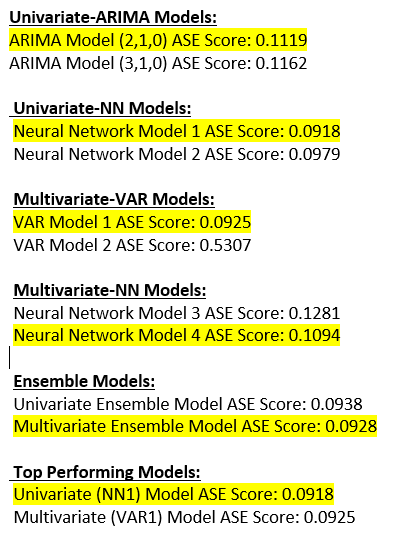 Univariate-ARIMA Models:
ARIMA Model (2,1,0) ASE Score: 0.1119
ARIMA Model (3,1,0) ASE Score: 0.1162
Univariate-NN Models:
Neural Network Model 1 ASE Score: 0.0918
Neural Network Model 2 ASE Score: 0.0979
Multivariate-VAR Models:
VAR Model 1 ASE Score: 0.0925
VAR Model 2 ASE Score: 0.5307
Multivariate-NN Models:
Neural Network Model 3 ASE Score: 0.1281
Neural Network Model 4 ASE Score: 0.1094
Ensemble Models:
Univariate Ensemble Model ASE Score: 0.0938
Multivariate Ensemble Model ASE Score: 0.0928
Top Performing Models:
Univariate (NN1) Model ASE Score: 0.0918
Multivariate (VAR1) Model ASE Score: 0.0925